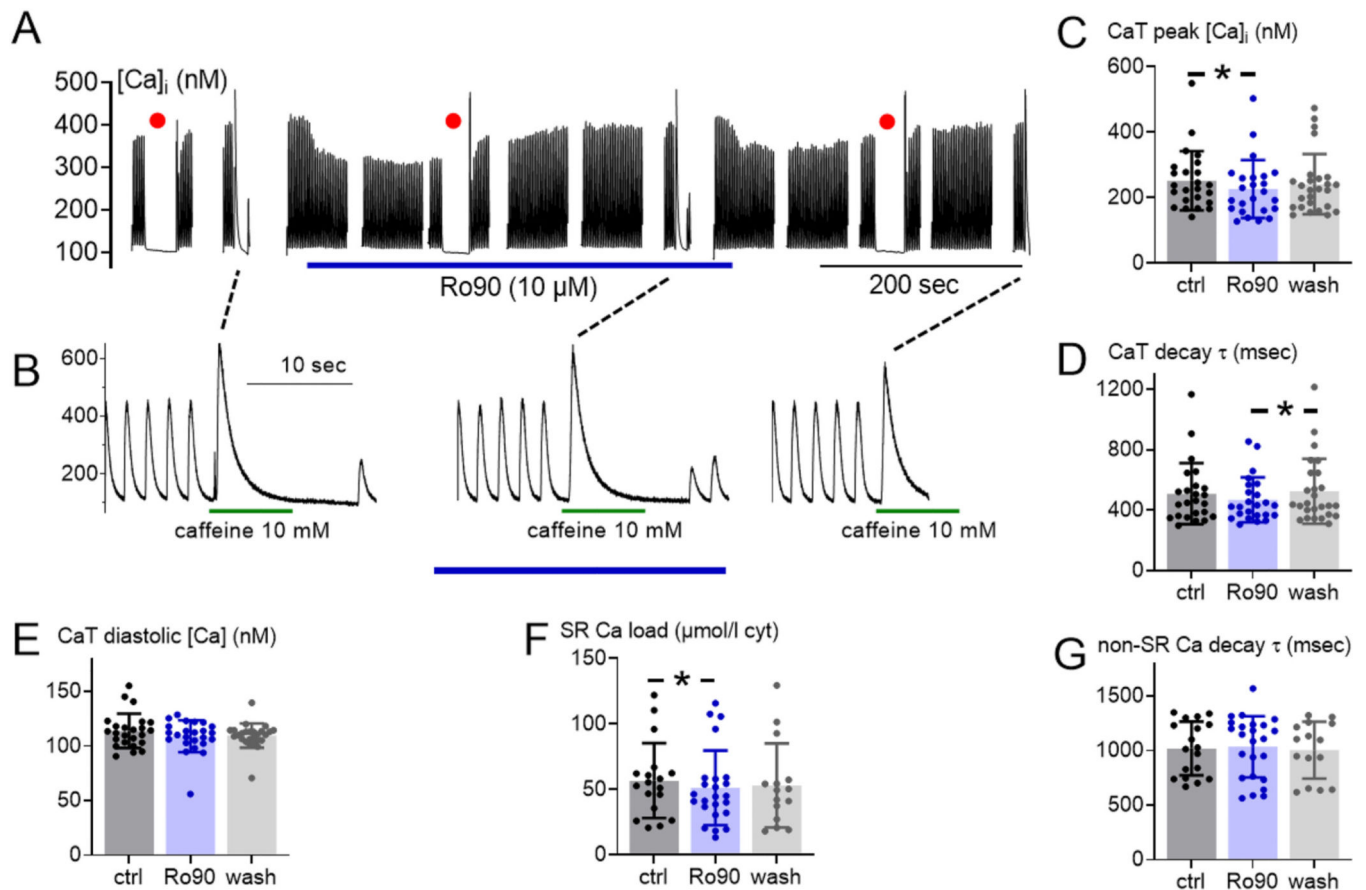 A
[Ca]i (nM)
500
400
300
200
100
Ro90 (10 µM)
200 sec
B
600
400
200
10 sec
caffeine 10 mM
caffeine 10 mM
caffeine 10 mM
C
CaT peak [Ca]i (nM)
600
400
200
0
*
ctrl
Ro90
wash
D
CaT decay τ (msec)
1200
800
400
0
*
ctrl
Ro90
wash
E
CaT diastolic [Ca] (nM)
150
100
50
0
ctrl
Ro90
wash
F
SR Ca load (µmol/l cyt)
150
100
50
0
*
ctrl
Ro90
wash
G
non-SR Ca decay τ (msec)
1500
1000
500
0
ctrl
Ro90
wash